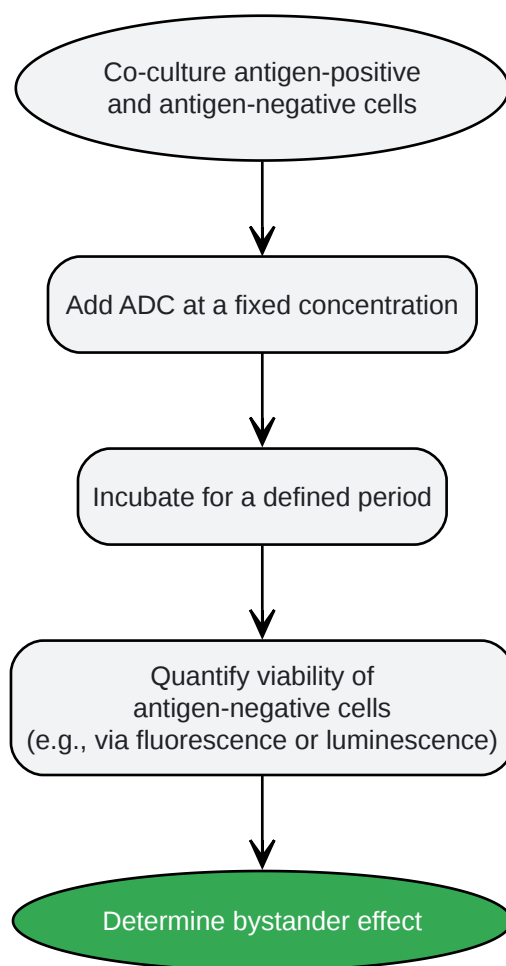 Co-culture antigen-positive
and antigen-negative cells
Add ADC at a fixed concentration
Incubate for a defined period
Quantify viability of
antigen-negative cells
(e.g., via fluorescence or luminescence)
Determine bystander effect